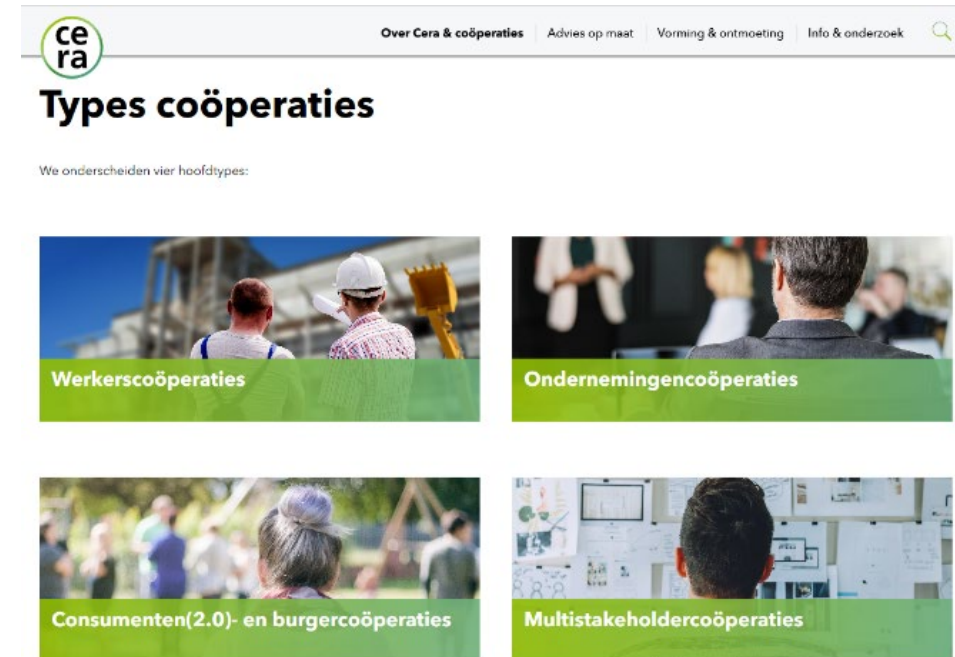 ce
ra
Over Cera & coöperaties Advies op maat Vorming & ontmoeting Info & onderzoek
Types coöperaties
We onderscheiden vier hoofdtypes:
Werkerscoöperaties
Ondernemingencoöperaties
Consumenten(2.0)- en burgercoöperaties
Multistakeholdercoöperaties